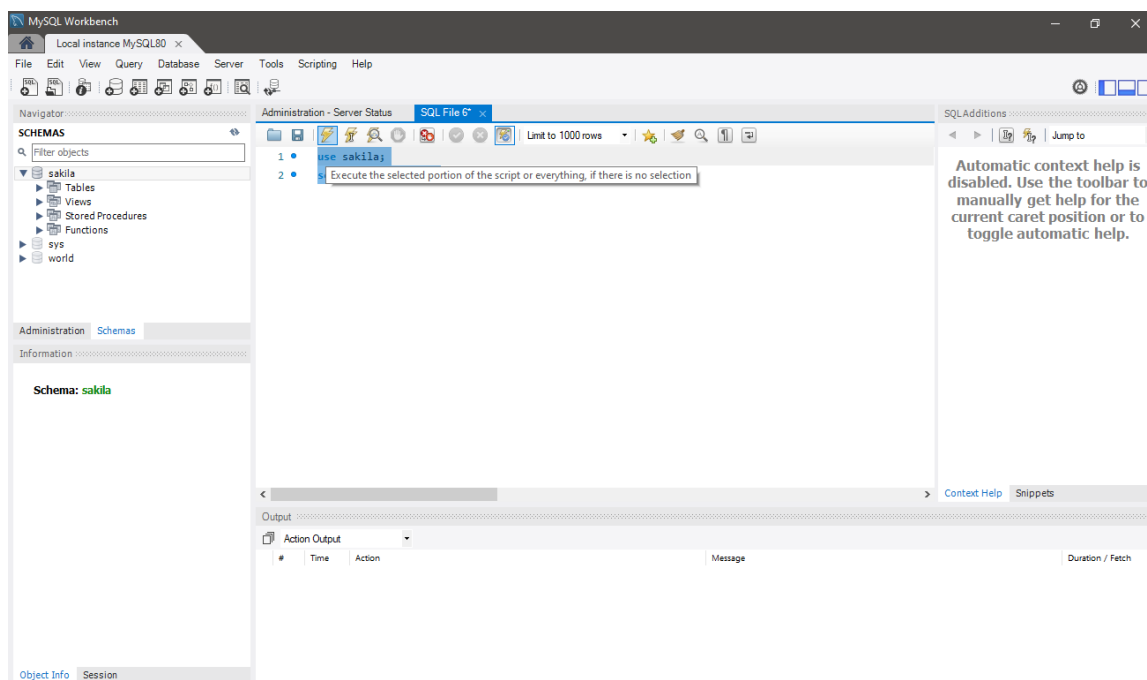 MySQL Workbench
Local instance MySQL80
File Edit View Query Database Server Tools Scripting Help
Navigator
SCHEMAS
Filter objects
sakila
Tables
Views
Stored Procedures
Functions
sys
world
Administration Schemas
Information
Schema: sakila
Object Info Session
Administration - Server Status SQL File 6*
Limit to 1000 rows
1 use sakila;
2
Execute the selected portion of the script or everything, if there is no selection
Output
Action Output
# Time Action Message Duration / Fetch
SQLAdditions
Jump to
Automatic context help is
disabled. Use the toolbar to
manually get help for the
current caret position or to
toggle automatic help.
Context Help Snippets